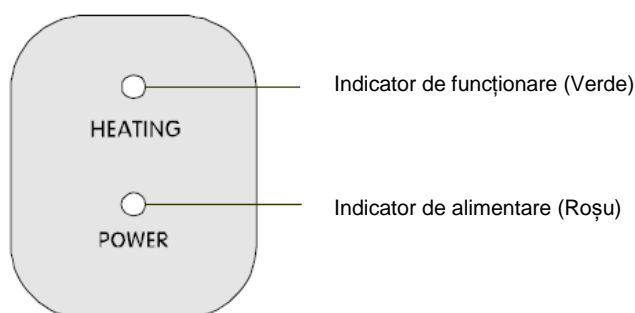 Indicator de funcționare (Verde)
HEATING
Indicator de alimentare (Roșu)
POWER